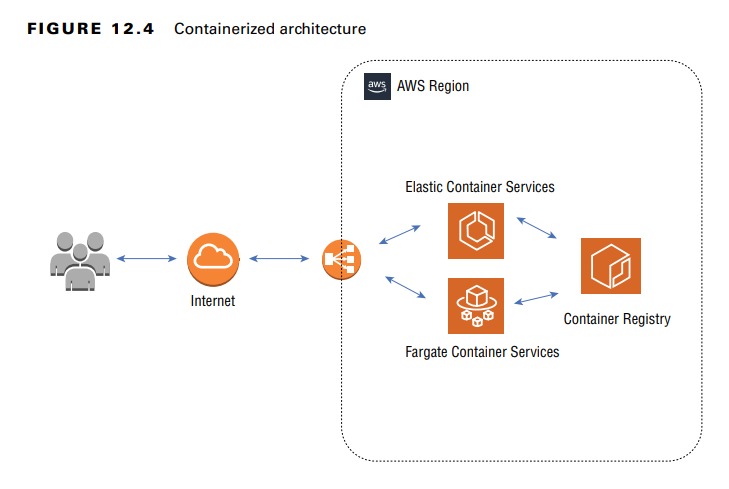 FIGURE 12.4 Containerized architecture
aws
AWS Region
Elastic Container Services
Internet
Container Registry
Fargate Container Services